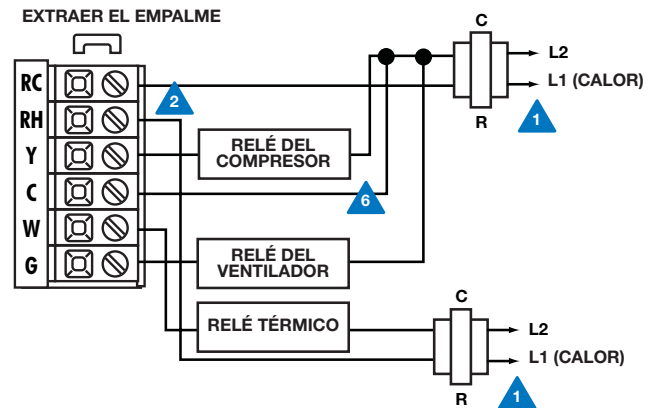 EXTRAER EL EMPALME
C
L2
RC
2
L1 (CALOR)
1
RH
R
Y
RELÉ DEL
COMPRESOR
C
6
W
RELÉ DEL
VENTILADOR
G
C
RELÉ TÉRMICO
L2
L1 (CALOR)
R
1